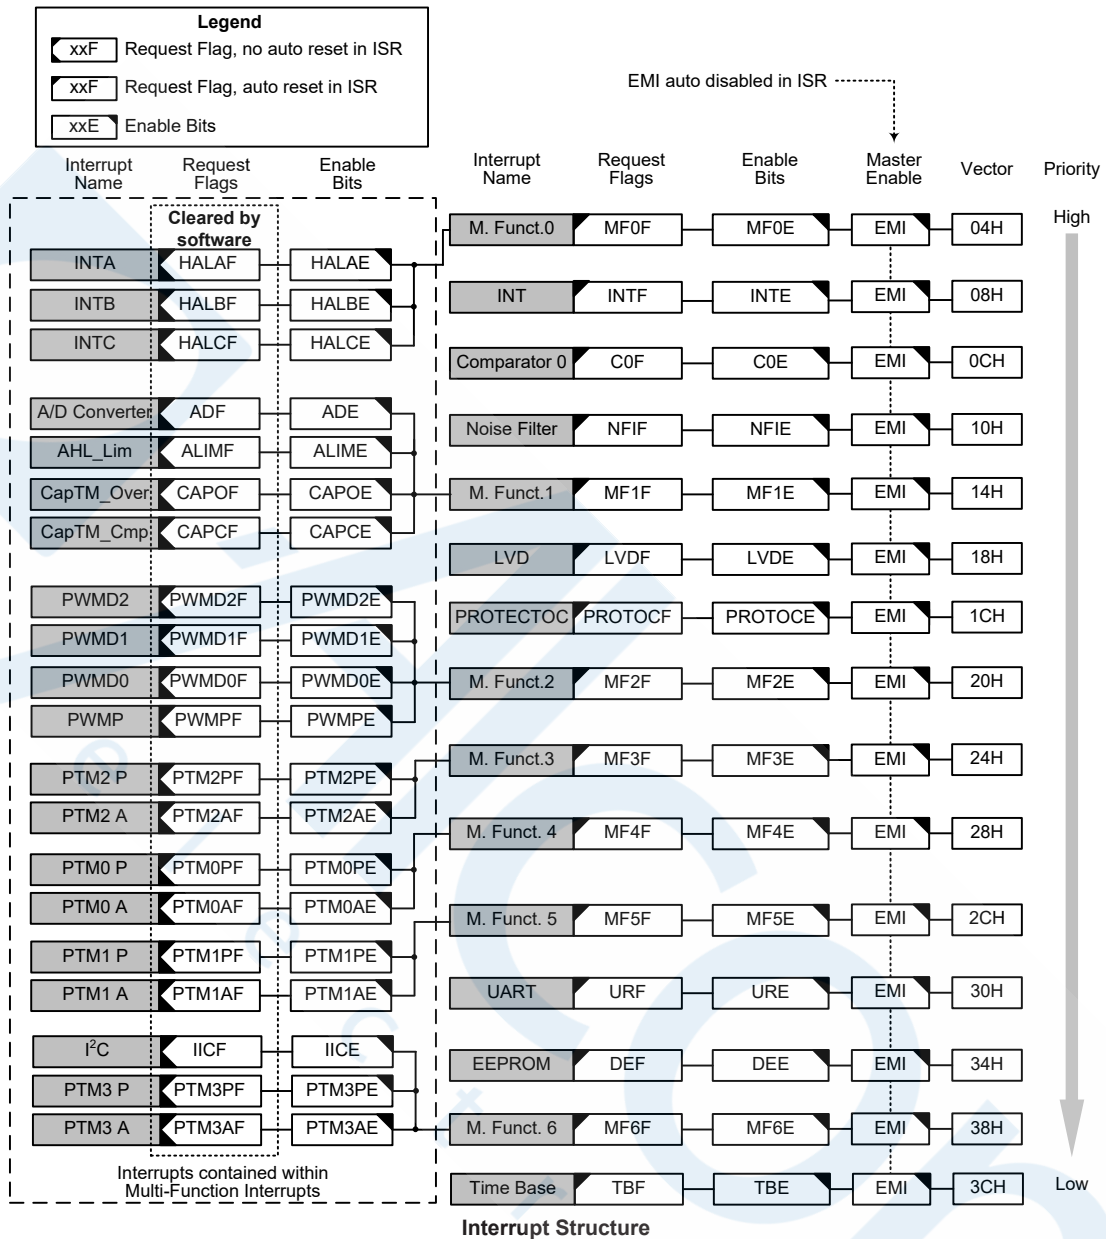 Legend
xxF Request Flag, no auto reset in ISR
xxF Request Flag, auto reset in ISR
xxE Enable Bits
EMI auto disabled in ISR
Interrupt Name Request Flags Enable Bits
Cleared by
software
INTA HALAF HALAE
INTB HALBF HALBE
INTC HALCF HALCE
A/D Converter ADF ADE
AHL_Lim ALIMF ALIME
CapTM_Over CAPOF CAPOE
CapTM_Cmp CAPCF CAPCE
PWMD2 PWMD2F PWMD2E
PWMD1 PWMD1F PWMD1E
PWMD0 PWMD0F PWMD0E
PWMP PWMPF PWMPE
PTM2 P PTM2PF PTM2PE
PTM2 A PTM2AF PTM2AE
PTM0 P PTM0PF PTM0PE
PTM0 A PTM0AF PTM0AE
PTM1 P PTM1PF PTM1PE
PTM1 A PTM1AF PTM1AE
I²C IICF IICE
PTM3 P PTM3PF PTM3PE
PTM3 A PTM3AF PTM3AE
Interrupts contained within
Multi-Function Interrupts
Interrupt Name Request Flags Enable Bits Master Enable Vector Priority
M. Funct.0 MF0F MF0E EMI 04H High
INT INTF INTE EMI 08H
Comparator 0 C0F C0E EMI 0CH
Noise Filter NFIF NFIE EMI 10H
M. Funct.1 MF1F MF1E EMI 14H
LVD LVDF LVDE EMI 18H
PROTECTOC PROTOCF PROTOCE EMI 1CH
M. Funct.2 MF2F MF2E EMI 20H
M. Funct.3 MF3F MF3E EMI 24H
M. Funct. 4 MF4F MF4E EMI 28H
M. Funct. 5 MF5F MF5E EMI 2CH
UART URF URE EMI 30H
EEPROM DEF DEE EMI 34H
M. Funct. 6 MF6F MF6E EMI 38H
Time Base TBF TBE EMI 3CH Low
Interrupt Structure